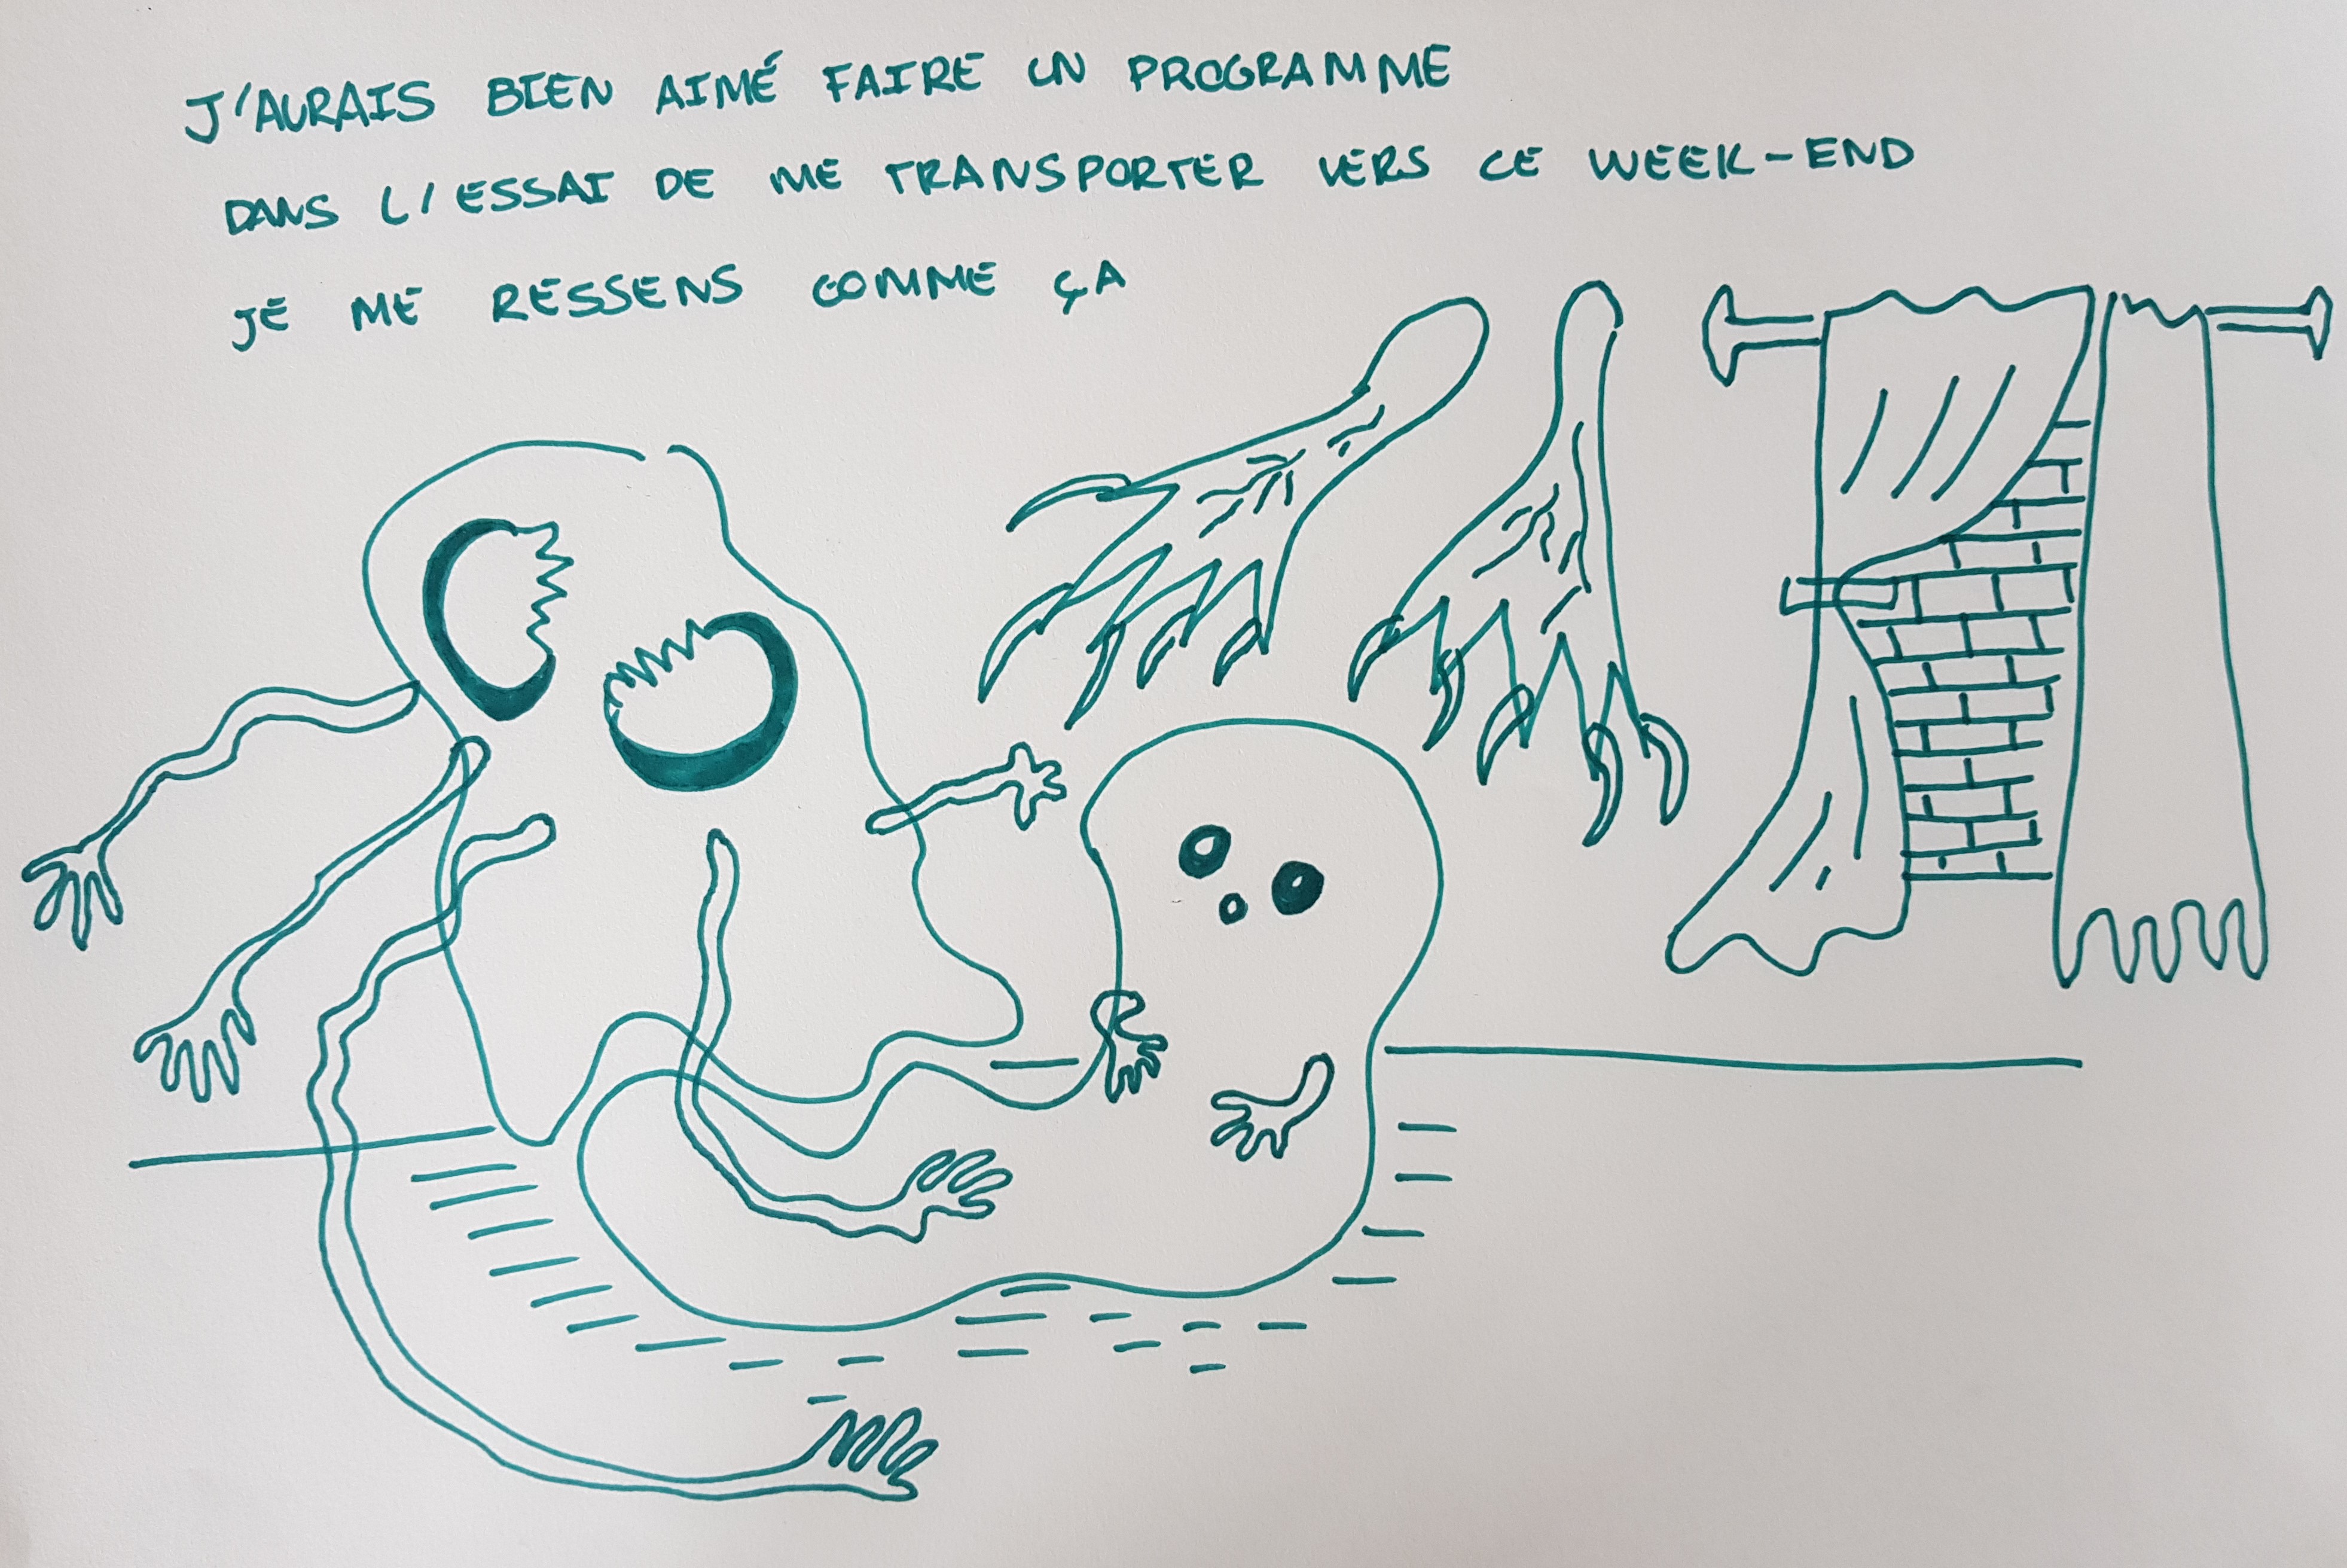 J'AURAIS BIEN AIMÉ FAIRE UN PROGRAMME
DANS L'ESSAI DE ME TRANSPORTER VERS CE WEEK-END
JE ME RESSENS COMME ÇA